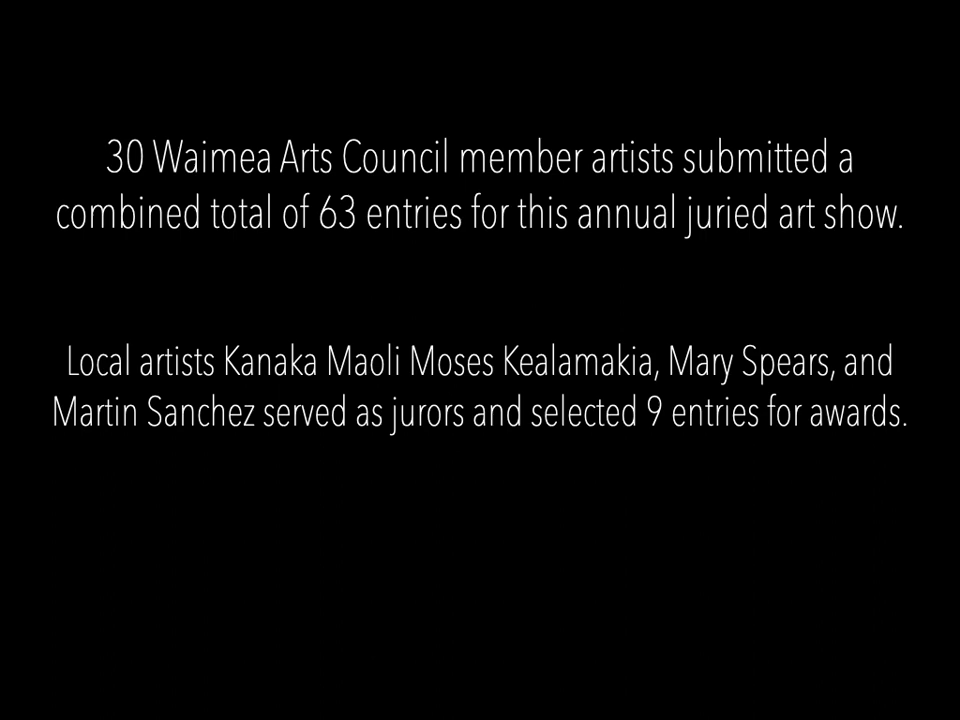 30 Waimea Arts Council member artists submitted a
combined total of 63 entries for this annual juried art show.
Local artists Kanaka Maoli Moses Kealamakia, Mary Spears, and
Martin Sanchez served as jurors and selected 9 entries for awards.